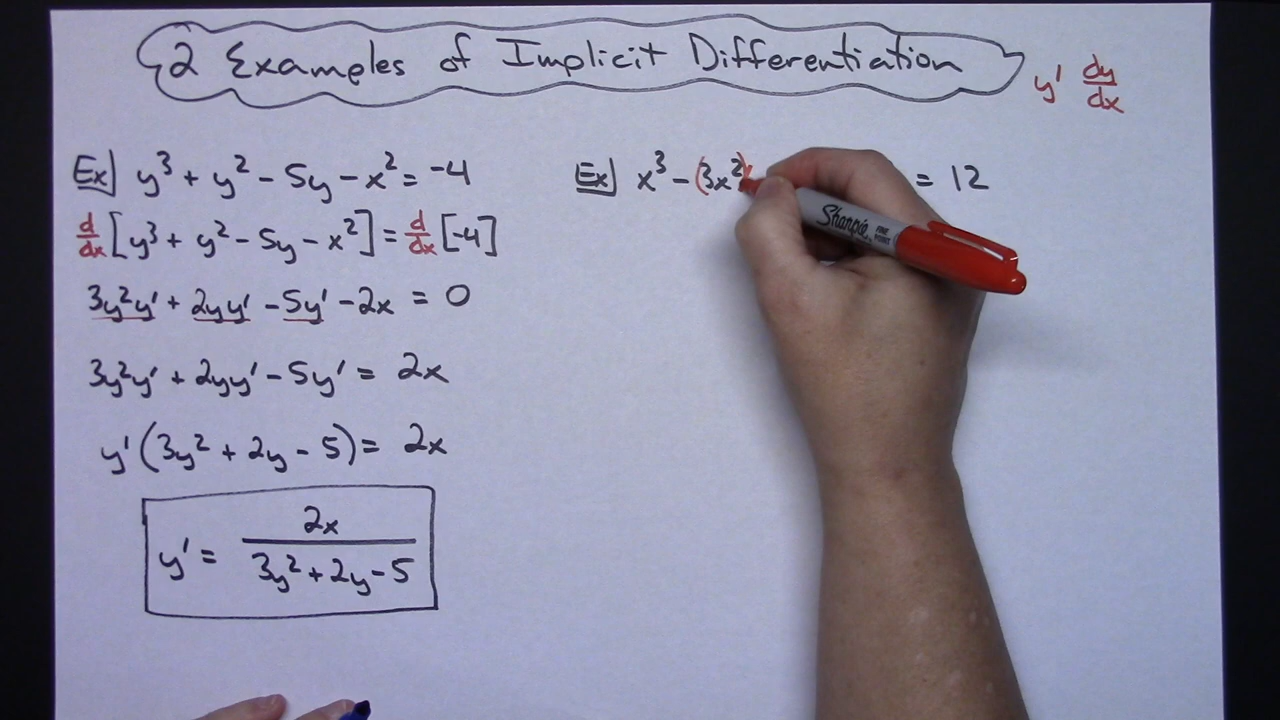 2 Examples of Implicit Differentiation
y' dy/dx
Ex] y³ + y² - 5y - x² = -4
d/dx [y³ + y² - 5y - x²] = d/dx [-4]
3y²y' + 2yy' - 5y' - 2x = 0
3y²y' + 2yy' - 5y' = 2x
y'(3y² + 2y - 5) = 2x
y' = 2x/(3y² + 2y - 5)
Ex] x³ - (3x²) = 12
Sharpie
FINE POINT